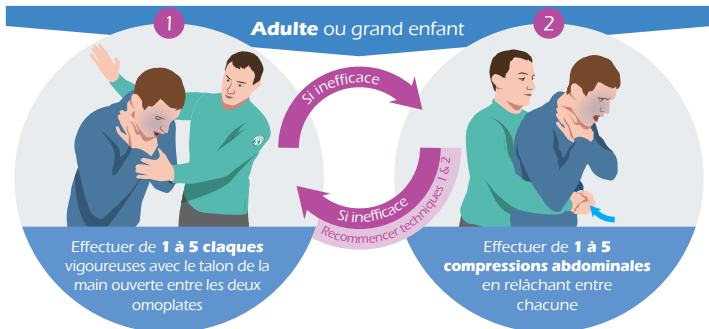 Adulte ou grand enfant
1
2
Si inefficace
Si inefficace
Recommencer techniques 1 & 2
Effectuer de 1 à 5 claques
vigoureuses avec le talon de la
main ouverte entre les deux
omoplates
Effectuer de 1 à 5
compressions abdominales
en relâchant entre
chacune